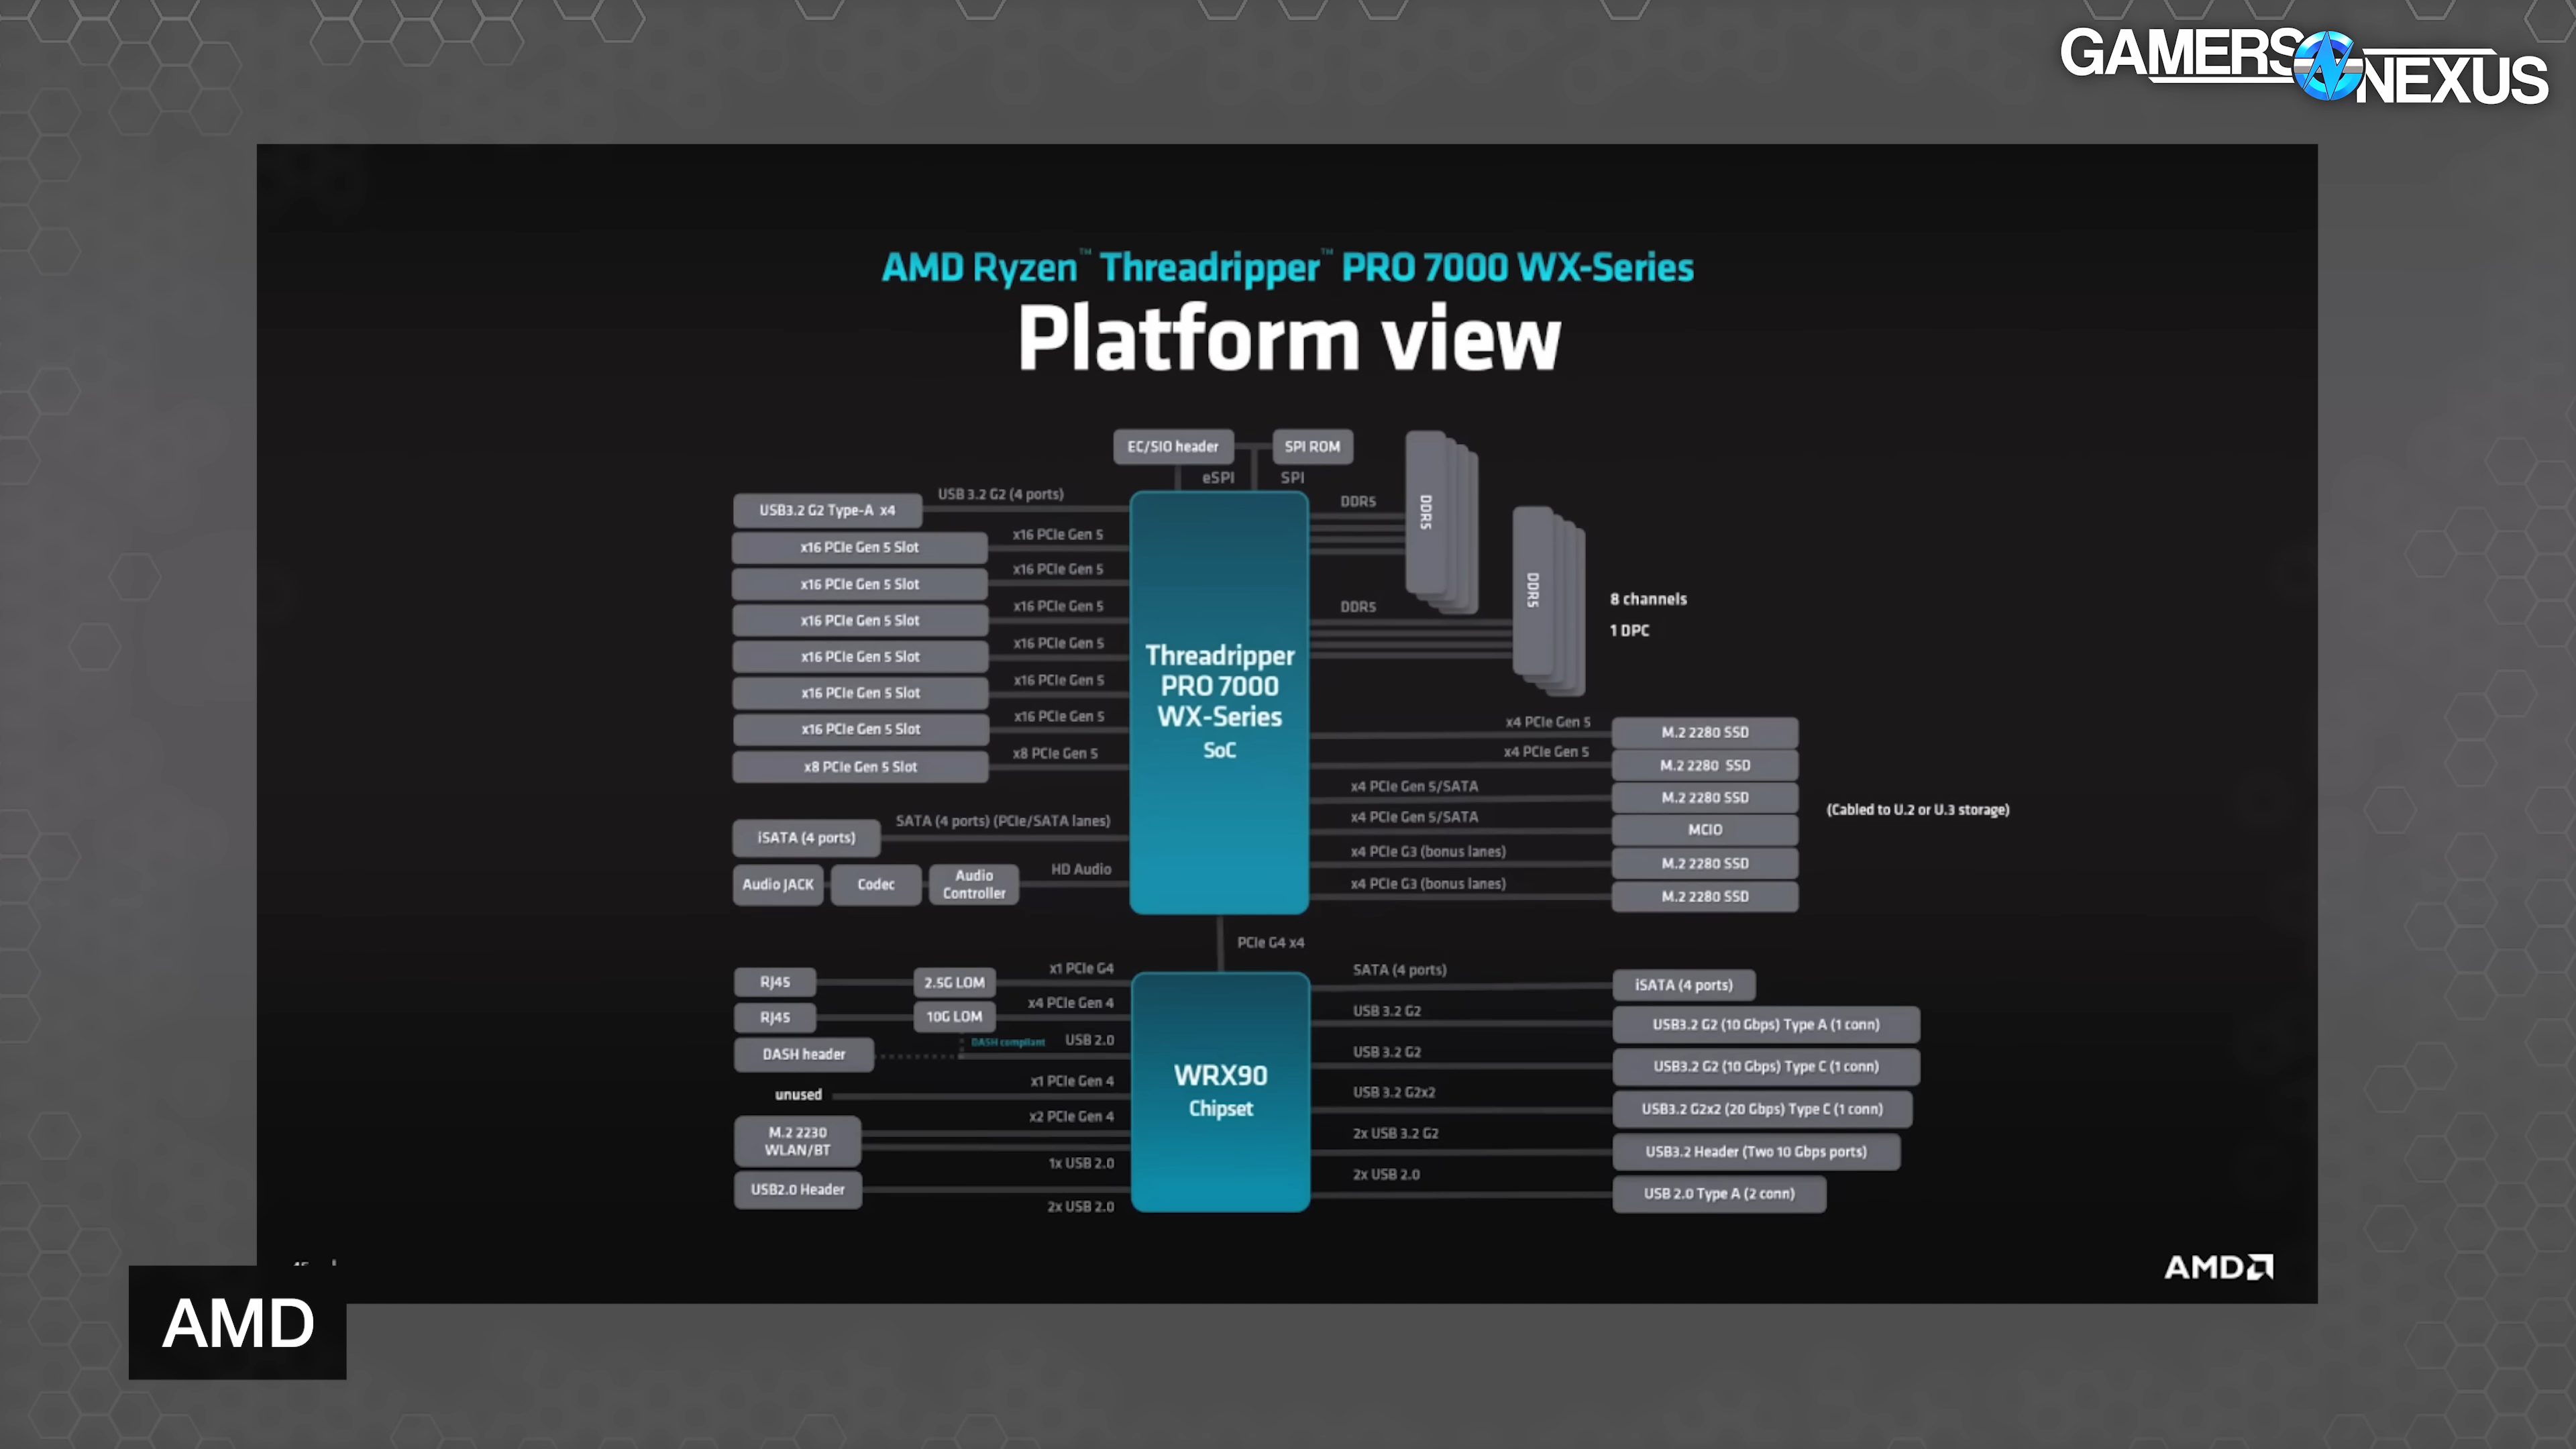 GAMERS NEXUS
AMD Ryzen™ Threadripper™ PRO 7000 WX-Series
Platform view
EC/SIO header
SPI ROM
eSPI
SPI
USB3.2 G2 Type-A x4
USB 3.2 G2 (4 ports)
x16 PCIe Gen 5 Slot
x16 PCIe Gen 5
x16 PCIe Gen 5 Slot
x16 PCIe Gen 5
x16 PCIe Gen 5 Slot
x16 PCIe Gen 5
x16 PCIe Gen 5 Slot
x16 PCIe Gen 5
x16 PCIe Gen 5 Slot
x16 PCIe Gen 5
x16 PCIe Gen 5 Slot
x16 PCIe Gen 5
x8 PCIe Gen 5 Slot
x8 PCIe Gen 5
iSATA (4 ports)
SATA (4 ports) (PCIe/SATA lanes)
Audio JACK
Codec
Audio
Controller
HD Audio
Threadripper
PRO 7000
WX-Series
SoC
DDR5
DDR5
DDR5
DDR5
8 channels
1 DPC
x4 PCIe Gen 5
M.2 2280 SSD
x4 PCIe Gen 5
M.2 2280 SSD
x4 PCIe Gen 5/SATA
M.2 2280 SSD
x4 PCIe Gen 5/SATA
MCIO
(Cabled to U.2 or U.3 storage)
x4 PCIe G3 (bonus lanes)
M.2 2280 SSD
x4 PCIe G3 (bonus lanes)
M.2 2280 SSD
PCIe G4 x4
RJ45
2.5G LOM
x1 PCIe G4
RJ45
10G LOM
x4 PCIe Gen 4
DASH header
DASH compliant
USB 2.0
unused
x1 PCIe Gen 4
M.2 2230
WLAN/BT
x2 PCIe Gen 4
1x USB 2.0
USB2.0 Header
2x USB 2.0
WRX90
Chipset
SATA (4 ports)
iSATA (4 ports)
USB 3.2 G2
USB3.2 G2 (10 Gbps) Type A (1 conn)
USB 3.2 G2
USB3.2 G2 (10 Gbps) Type C (1 conn)
USB 3.2 G2x2
USB3.2 G2x2 (20 Gbps) Type C (1 conn)
2x USB 3.2 G2
USB3.2 Header (Two 10 Gbps ports)
2x USB 2.0
USB 2.0 Type A (2 conn)
AMD
AMD